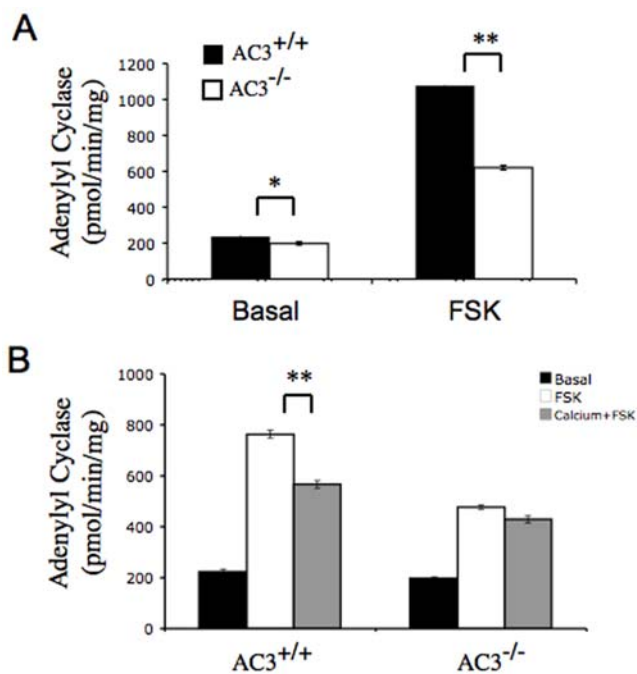 A
AC3+/+
AC3-/-
Adenylyl Cyclase
(pmol/min/mg)
1200
1000
800
600
400
200
0
*
**
Basal
FSK
B
Adenylyl Cyclase
(pmol/min/mg)
1000
800
600
400
200
0
**
Basal
FSK
Calcium+FSK
AC3+/+
AC3-/-